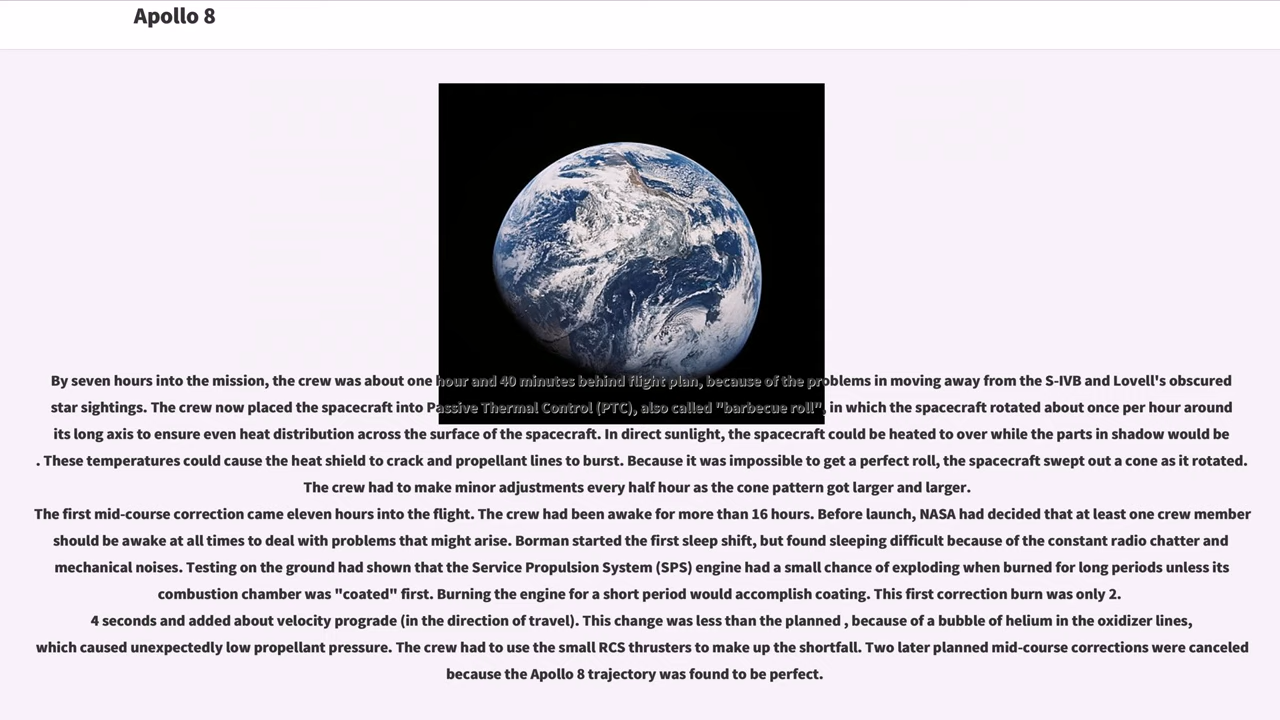 Apollo 8
By seven hours into the mission, the crew was about one hour and 40 minutes behind flight plan, because of the problems in moving away from the S-IVB and Lovell's obscured
star sightings. The crew now placed the spacecraft into Passive Thermal Control (PTC), also called "barbecue roll", in which the spacecraft rotated about once per hour around
its long axis to ensure even heat distribution across the surface of the spacecraft. In direct sunlight, the spacecraft could be heated to over while the parts in shadow would be
. These temperatures could cause the heat shield to crack and propellant lines to burst. Because it was impossible to get a perfect roll, the spacecraft swept out a cone as it rotated.
The crew had to make minor adjustments every half hour as the cone pattern got larger and larger.
The first mid-course correction came eleven hours into the flight. The crew had been awake for more than 16 hours. Before launch, NASA had decided that at least one crew member
should be awake at all times to deal with problems that might arise. Borman started the first sleep shift, but found sleeping difficult because of the constant radio chatter and
mechanical noises. Testing on the ground had shown that the Service Propulsion System (SPS) engine had a small chance of exploding when burned for long periods unless its
combustion chamber was "coated" first. Burning the engine for a short period would accomplish coating. This first correction burn was only 2.
4 seconds and added about velocity prograde (in the direction of travel). This change was less than the planned , because of a bubble of helium in the oxidizer lines,
which caused unexpectedly low propellant pressure. The crew had to use the small RCS thrusters to make up the shortfall. Two later planned mid-course corrections were canceled
because the Apollo 8 trajectory was found to be perfect.